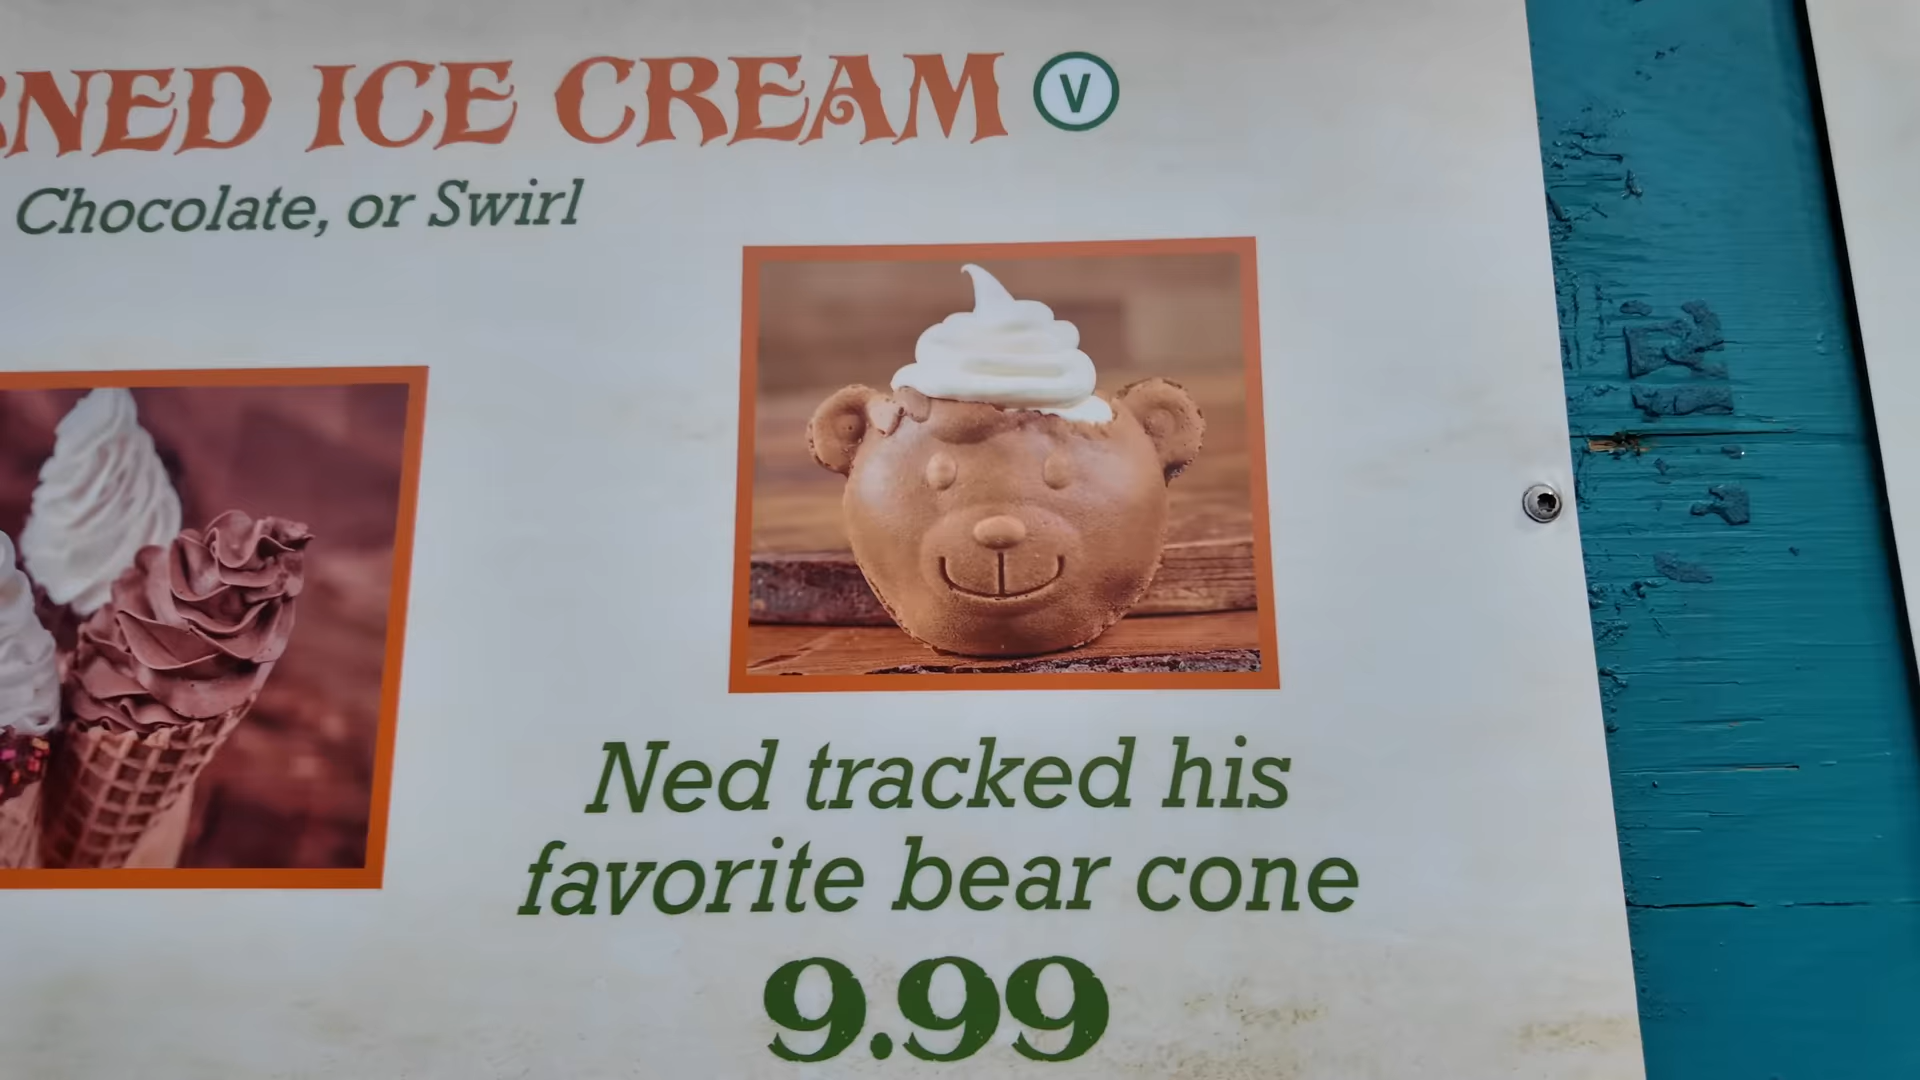 NED ICE CREAM V
Chocolate, or Swirl
Ned tracked his
favorite bear cone
9.99